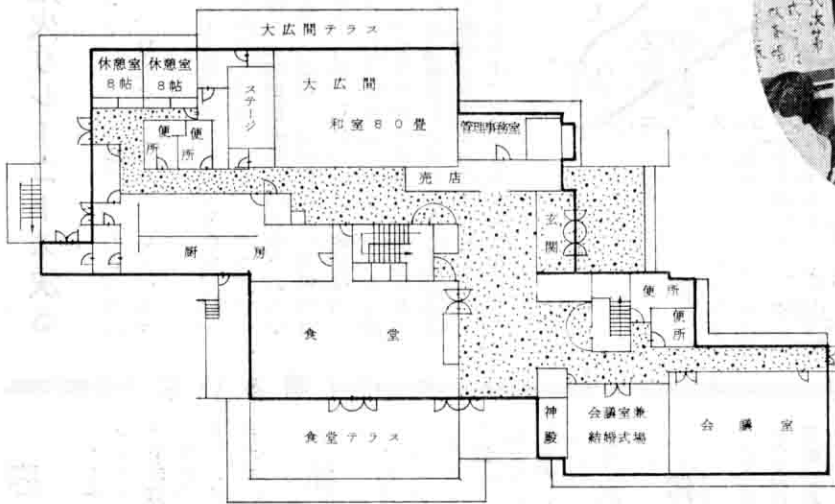 大広間テラス
休憩室
8帖
休憩室
8帖
ステージ
大広間
和室80畳
便所
便所
管理事務室
売店
玄関
厨房
食堂
便所
便所
食堂テラス
神殿
会議室兼
結婚式場
会議室